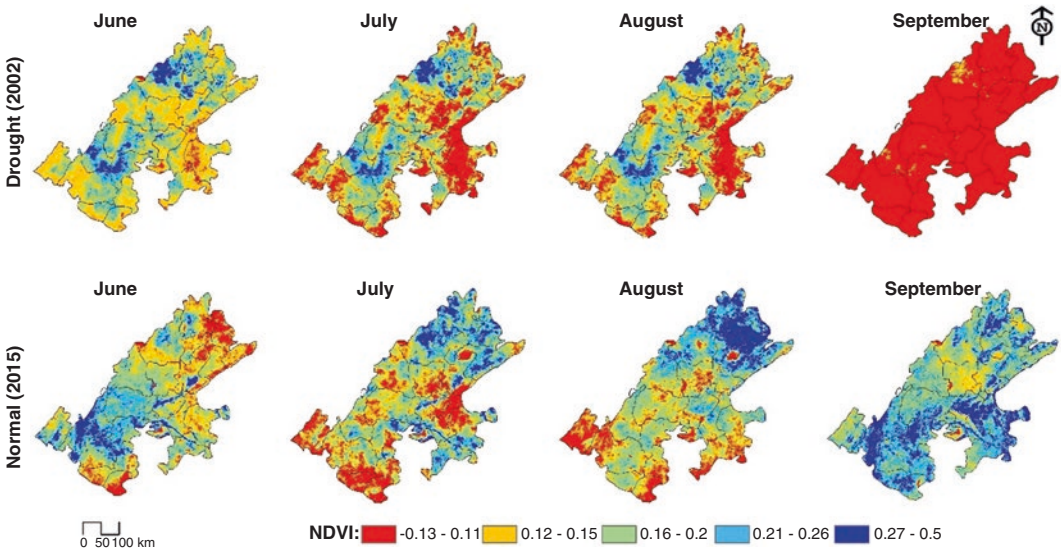 June
July
August
September
N
Drought (2002)
June
July
August
September
Normal (2015)
0 50 100 km
NDVI: -0.13 - 0.11 0.12 - 0.15 0.16 - 0.2 0.21 - 0.26 0.27 - 0.5